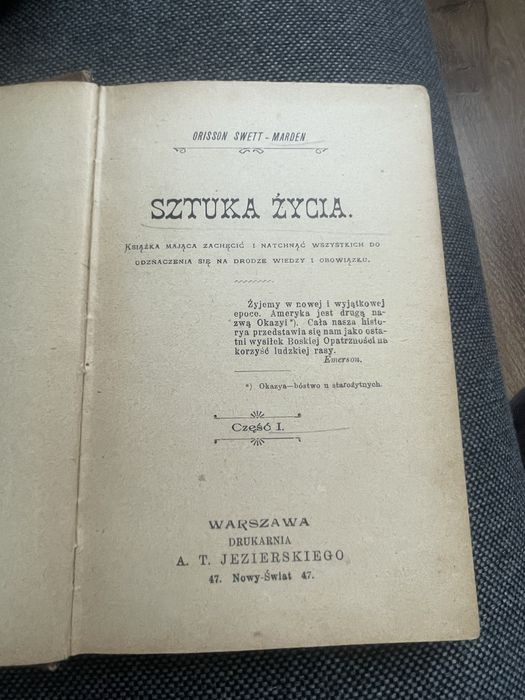 ORISSON SWETT-MARDEN
SZTUKA ŻYCIA.
KSIĄŻKA MAJĄCA ZACHĘCIĆ I NATCHNĄĆ WSZYSTKICH DO
ODZNACZENIA SIĘ NA DRODZE WIEDZY I OBOWIĄZKU.
Żyjemy w nowej i wyjątkowej
epoce. Ameryka jest drugą na-
zwą Okazyi*). Cała nasza histo-
rya przedstawia się nam jako osta-
tni wysiłek Boskiej Opatrzności na
korzyść ludzkiej rasy.
Emerson.
*) Okazya—bóstwo u starożytnych.
Część I.
WARSZAWA
DRUKARNIA
A. T. JEZIERSKIEGO
47. Nowy-Świat 47.